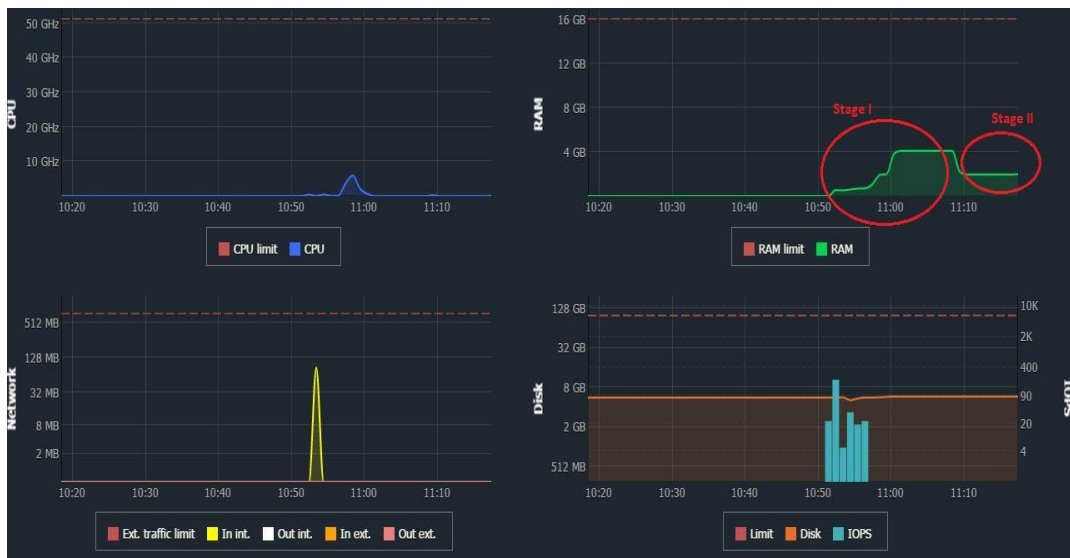 50 GHz
40 GHz
30 GHz
20 GHz
10 GHz
CPU
10:20 10:30 10:40 10:50 11:00 11:10
CPU limit CPU
16 GB
12 GB
8 GB
4 GB
RAM
Stage I
Stage II
10:20 10:30 10:40 10:50 11:00 11:10
RAM limit RAM
512 MB
128 MB
32 MB
8 MB
2 MB
Network
10:20 10:30 10:40 10:50 11:00 11:10
Ext. traffic limit In int. Out int. In ext. Out ext.
128 GB
32 GB
8 GB
2 GB
512 MB
Disk
10K
2K
400
90
20
4
IOPS
10:20 10:30 10:40 10:50 11:00 11:10
Limit Disk IOPS